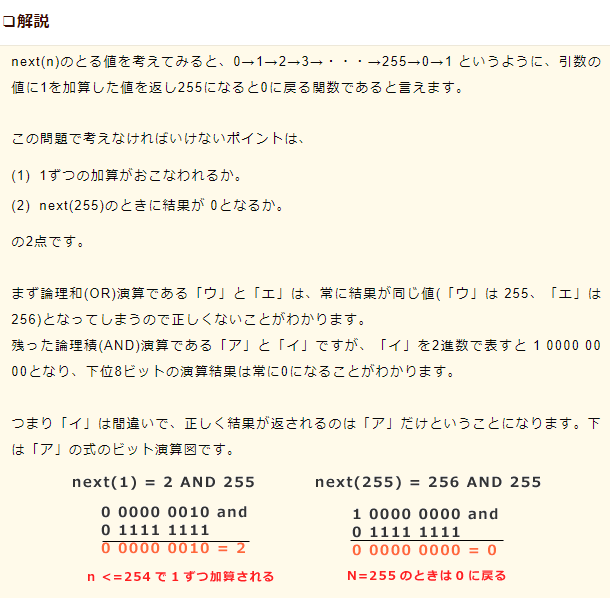 ❏解説
next(n)のとる値を考えてみると、0→1→2→3→・・・→255→0→1 というように、引数の
値に1を加算した値を返し255になると0に戻る関数であると言えます。
この問題で考えなければいけないポイントは、
(1) 1ずつの加算がおこなわれるか。
(2) next(255)のときに結果が 0となるか。
の2点です。
まず論理和(OR)演算である「ウ」と「エ」は、常に結果が同じ値(「ウ」は 255、「エ」は
256)となってしまうので正しくないことがわかります。
残った論理積(AND)演算である「ア」と「イ」ですが、「イ」を2進数で表すと 1 0000 00
00となり、下位8ビットの演算結果は常に0になることがわかります。
つまり「イ」は間違いで、正しく結果が返されるのは「ア」だけということになります。下
は「ア」の式のビット演算図です。
next(1) = 2 AND 255
0 0000 0010 and
0 1111 1111
0 0000 0010 = 2
n <=254で1ずつ加算される
next(255) = 256 AND 255
1 0000 0000 and
0 1111 1111
0 0000 0000 = 0
N=255のときは0に戻る